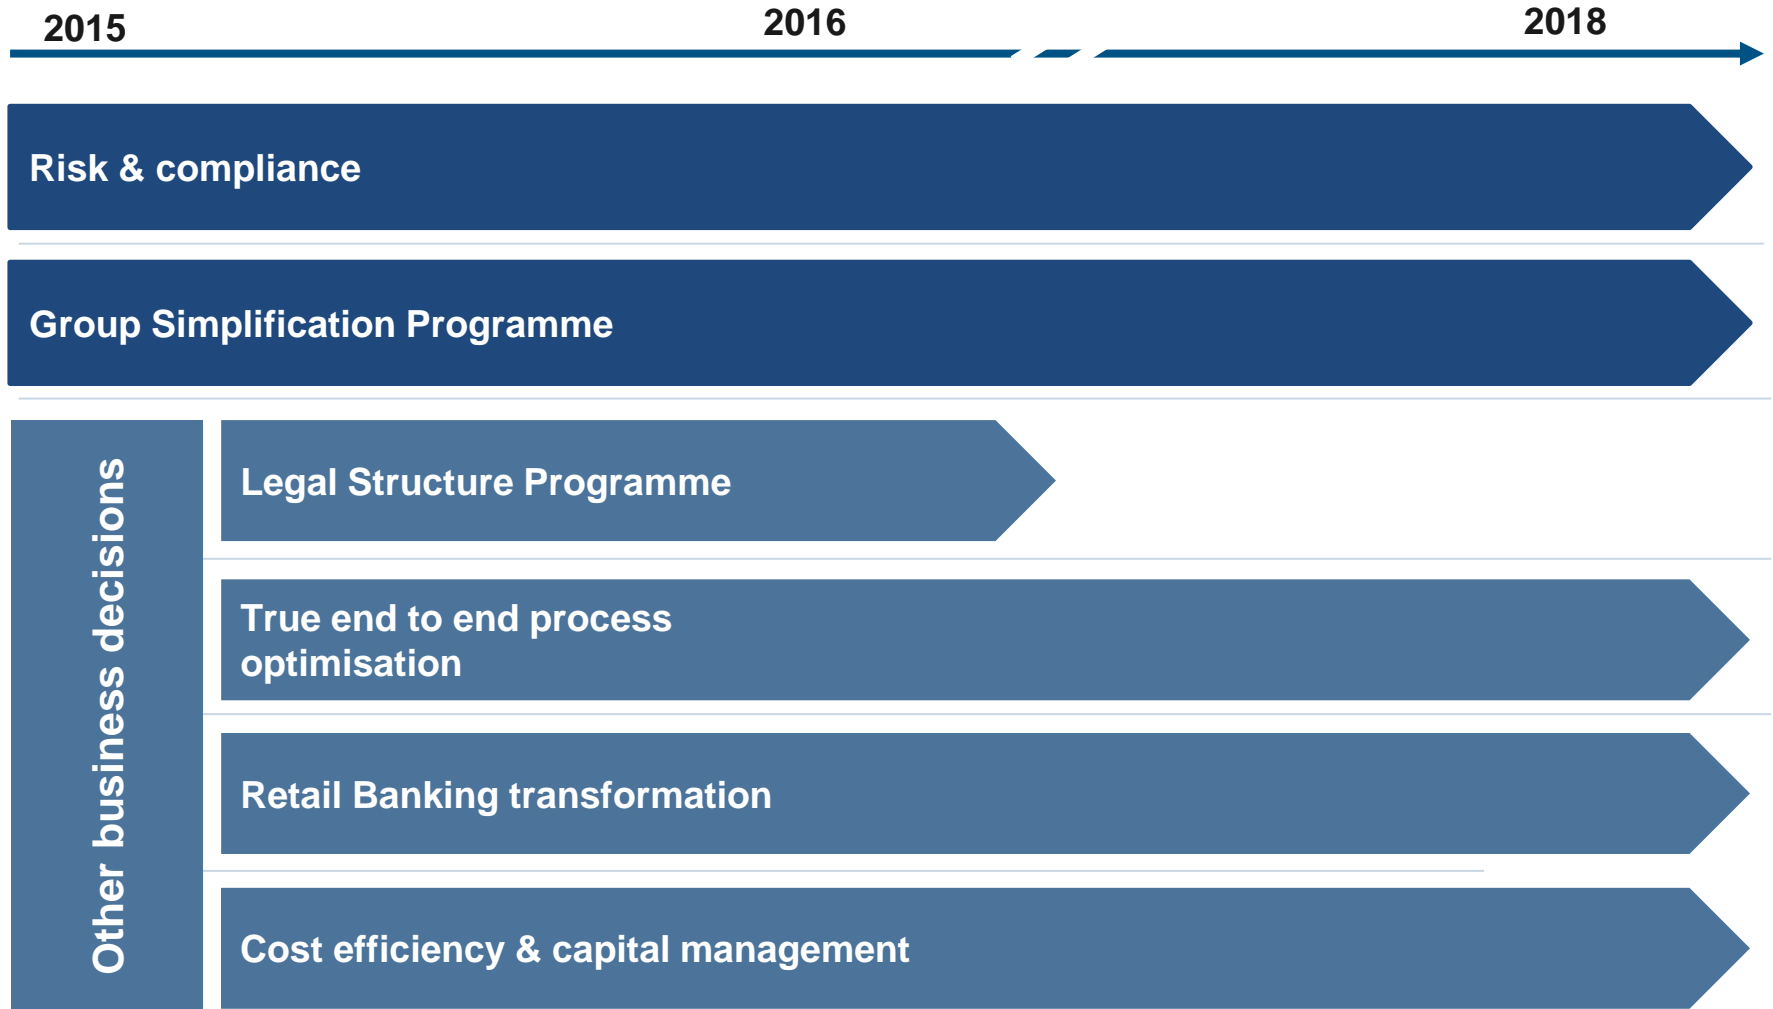 2015
2016
2018
Risk & compliance
Group Simplification Programme
Other business decisions
Legal Structure Programme
True end to end process
optimisation
Retail Banking transformation
Cost efficiency & capital management